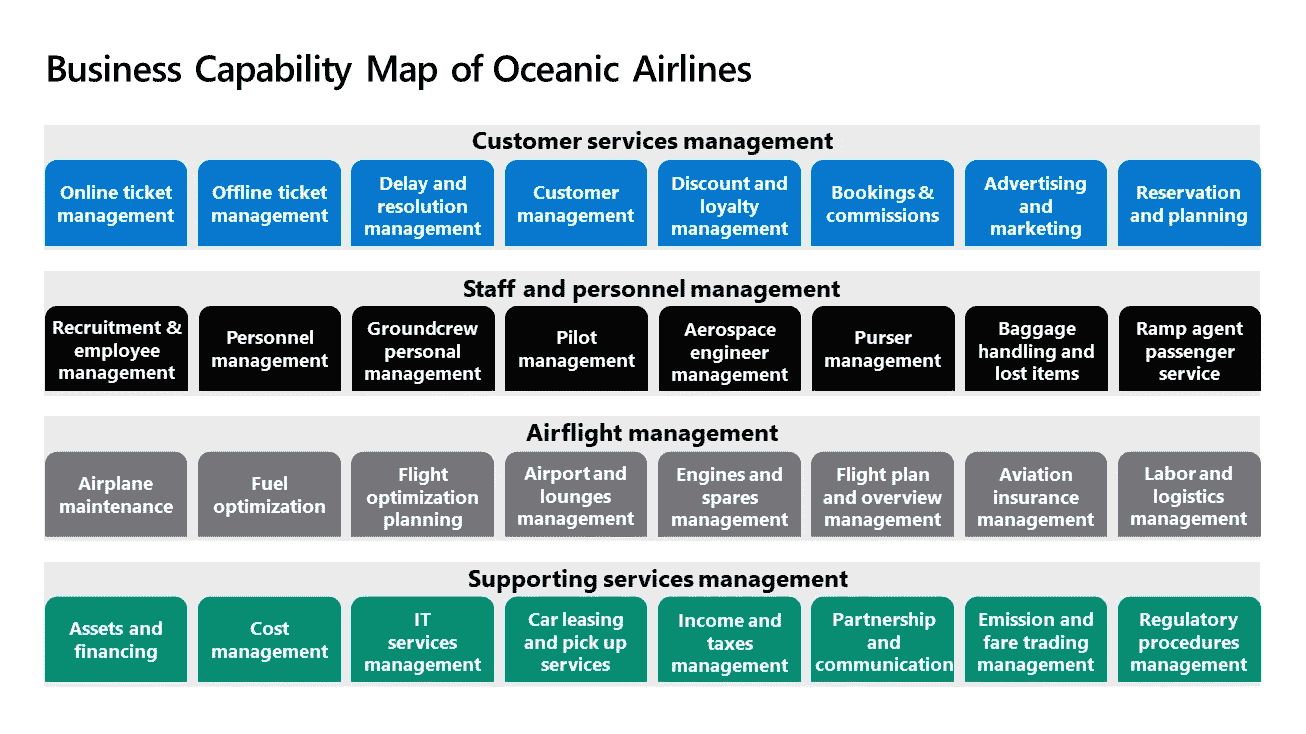 Business Capability Map of Oceanic Airlines
Customer services management
Online ticket
management
Offline ticket
management
Delay and
resolution
management
Customer
management
Discount and
loyalty
management
Bookings &
commissions
Advertising
and
marketing
Reservation
and planning
Staff and personnel management
Recruitment &
employee
management
Personnel
management
Groundcrew
personal
management
Pilot
management
Aerospace
engineer
management
Purser
management
Baggage
handling and
lost items
Ramp agent
passenger
service
Airflight management
Airplane
maintenance
Fuel
optimization
Flight
optimization
planning
Airport and
lounges
management
Engines and
spares
management
Flight plan
and overview
management
Aviation
insurance
management
Labor and
logistics
management
Supporting services management
Assets and
financing
Cost
management
IT
services
management
Car leasing
and pick up
services
Income and
taxes
management
Partnership
and
communication
Emission and
fare trading
management
Regulatory
procedures
management